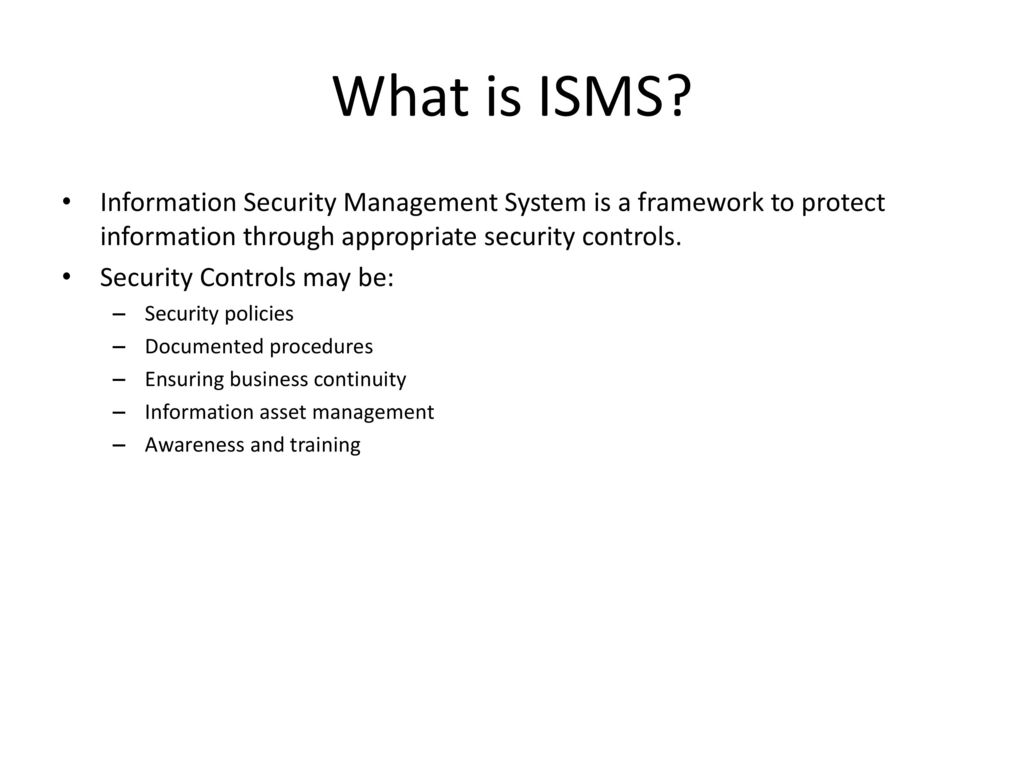 What is ISMS?
• Information Security Management System is a framework to protect
information through appropriate security controls.
• Security Controls may be:
– Security policies
– Documented procedures
– Ensuring business continuity
– Information asset management
– Awareness and training